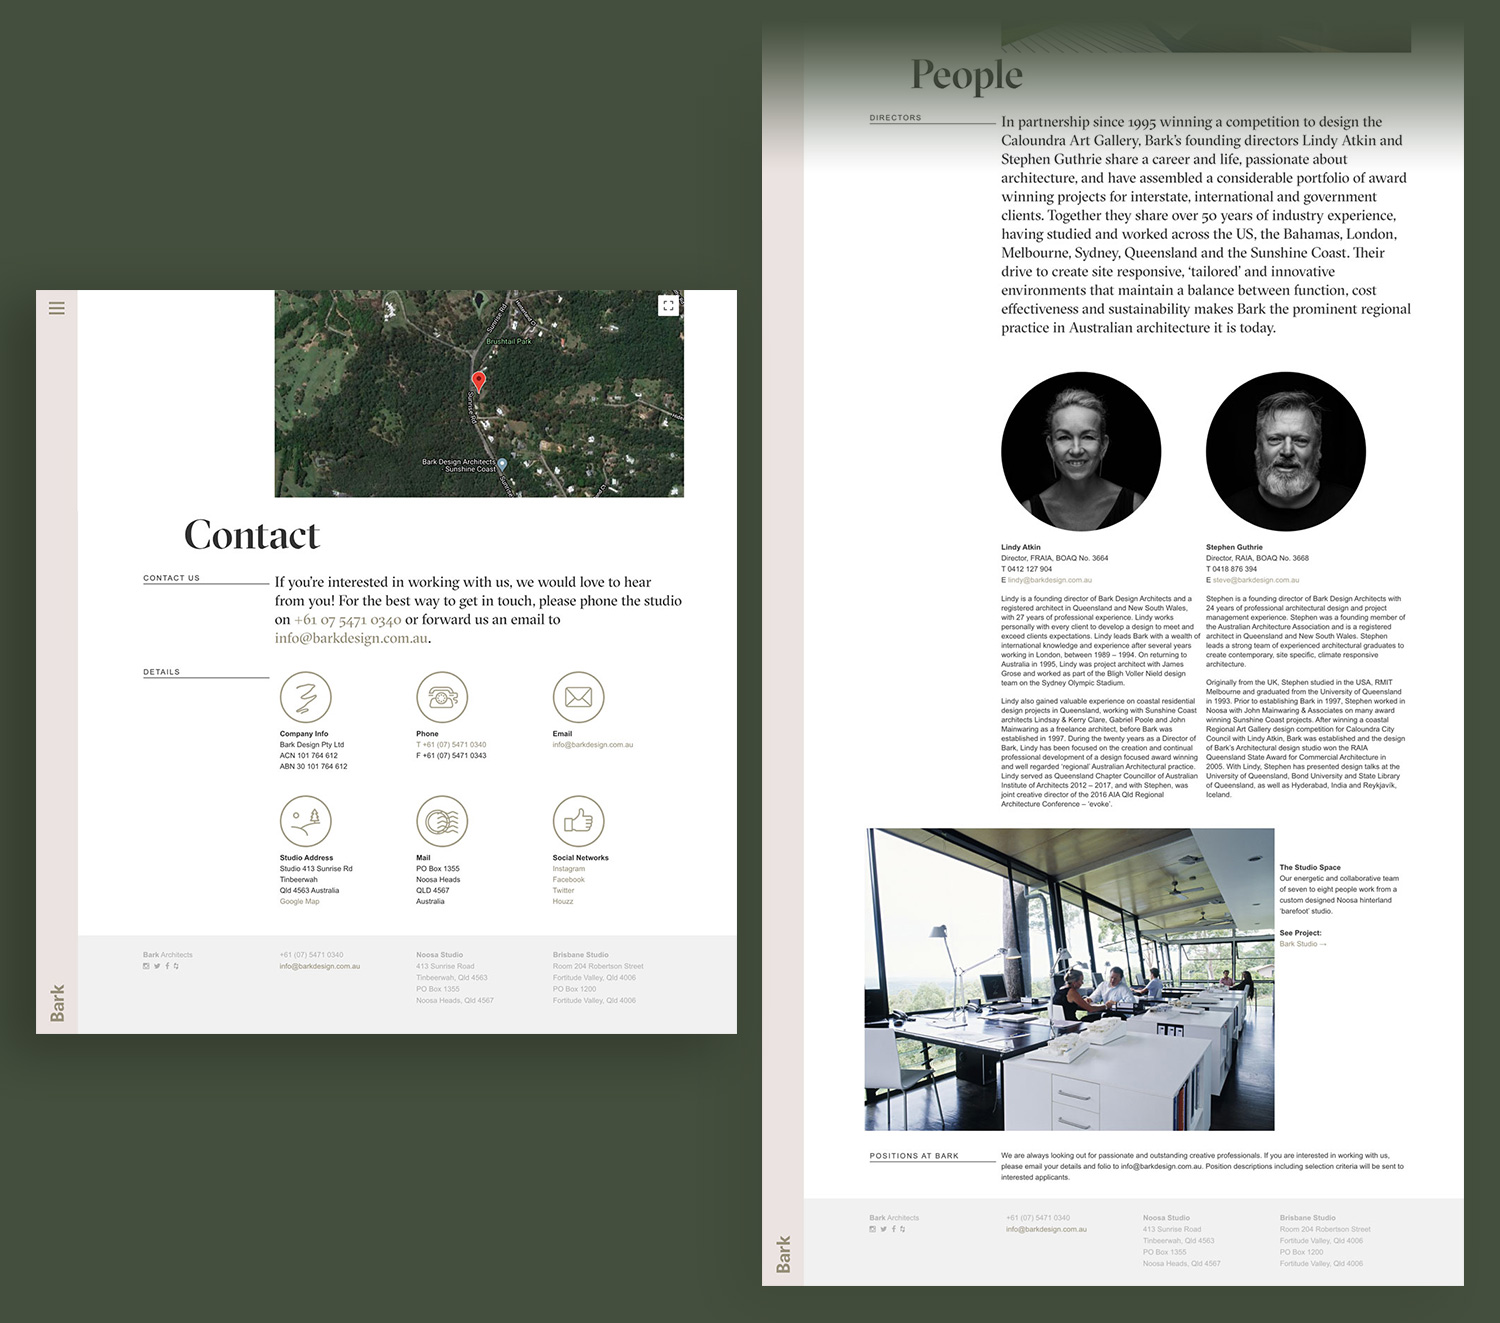 Sunrise Rd
Brushtail Park
Sunrise Rd
Bark Design Architects
Sunshine Coast
Sunrise
Contact
CONTACT US
If you're interested in working with us, we would love to hear
from you! For the best way to get in touch, please phone the studio
on +61 07 5471 0340 or forward us an email to
info@barkdesign.com.au.
DETAILS
Company Info
Bark Design Pty Ltd
ACN 101 764 612
ABN 30 101 764 612
Phone
T +61 (07) 5471 0340
F +61 (07) 5471 0343
Email
info@barkdesign.com.au
Studio Address
Studio 413 Sunrise Rd
Tinbeerwah
Qld 4563 Australia
Google Map
Mail
PO Box 1355
Noosa Heads
QLD 4567
Australia
Social Networks
Instagram
Facebook
Twitter
Houzz
Bark Architects
+61 (07) 5471 0340
info@barkdesign.com.au
Noosa Studio
413 Sunrise Road
Tinbeerwah, Qld 4563
PO Box 1355
Noosa Heads, Qld 4567
Brisbane Studio
Room 204 Robertson Street
Fortitude Valley, Qld 4006
PO Box 1200
Fortitude Valley, Qld 4006
Bark
People
DIRECTORS
In partnership since 1995 winning a competition to design the
Caloundra Art Gallery, Bark's founding directors Lindy Atkin and
Stephen Guthrie share a career and life, passionate about
architecture, and have assembled a considerable portfolio of award
winning projects for interstate, international and government
clients. Together they share over 50 years of industry experience,
having studied and worked across the US, the Bahamas, London,
Melbourne, Sydney, Queensland and the Sunshine Coast. Their
drive to create site responsive, 'tailored' and innovative
environments that maintain a balance between function, cost
effectiveness and sustainability makes Bark the prominent regional
practice in Australian architecture it is today.
Lindy Atkin
Director, FRAIA, BOAQ No. 3664
T 0412 127 904
E lindy@barkdesign.com.au
Lindy is a founding director of Bark Design Architects and a
registered architect in Queensland and New South Wales,
with 27 years of professional experience. Lindy works
personally with every client to develop a design to meet and
exceed clients expectations. Lindy leads Bark with a wealth of
international knowledge and experience after several years
working in London, between 1989 – 1994. On returning to
Australia in 1995, Lindy was project architect with James
Grose and worked as part of the Bligh Voller Nield design
team on the Sydney Olympic Stadium.
Lindy also gained valuable experience on coastal residential
design projects in Queensland, working with Sunshine Coast
architects Lindsay & Kerry Clare, Gabriel Poole and John
Mainwaring as a freelance architect, before Bark was
established in 1997. During the twenty years as a Director of
Bark, Lindy has been focused on the creation and continual
professional development of a design focused award winning
and well regarded 'regional' Australian Architectural practice.
Lindy served as Queensland Chapter Councillor of Australian
Institute of Architects 2012 – 2017, and with Stephen, was
joint creative director of the 2016 AIA Qld Regional
Architecture Conference – 'evoke'.
Stephen Guthrie
Director, RAIA, BOAQ No. 3668
T 0418 876 394
E steve@barkdesign.com.au
Stephen is a founding director of Bark Design Architects with
24 years of professional architectural design and project
management experience. Stephen was a founding member of
the Australian Architecture Association and is a registered
architect in Queensland and New South Wales. Stephen
leads a strong team of experienced architectural graduates to
create contemporary, site specific, climate responsive
architecture.
Originally from the UK, Stephen studied in the USA, RMIT
Melbourne and graduated from the University of Queensland
in 1993. Prior to establishing Bark in 1997, Stephen worked in
Noosa with John Mainwaring & Associates on many award
winning Sunshine Coast projects. After winning a coastal
Regional Art Gallery design competition for Caloundra City
Council with Lindy Atkin, Bark was established and the design
of Bark's Architectural design studio won the RAIA
Queensland State Award for Commercial Architecture in
2005. With Lindy, Stephen has presented design talks at the
University of Queensland, Bond University and State Library
of Queensland, as well as Hyderabad, India and Reykjavík,
Iceland.
The Studio Space
Our energetic and collaborative team
of seven to eight people work from a
custom designed Noosa hinterland
'barefoot' studio.
See Project:
Bark Studio →
POSITIONS AT BARK
We are always looking out for passionate and outstanding creative professionals. If you are interested in working with us,
please email your details and folio to info@barkdesign.com.au. Position descriptions including selection criteria will be sent to
interested applicants.
Bark Architects
+61 (07) 5471 0340
info@barkdesign.com.au
Noosa Studio
413 Sunrise Road
Tinbeerwah, Qld 4563
PO Box 1355
Noosa Heads, Qld 4567
Brisbane Studio
Room 204 Robertson Street
Fortitude Valley, Qld 4006
PO Box 1200
Fortitude Valley, Qld 4006
Bark